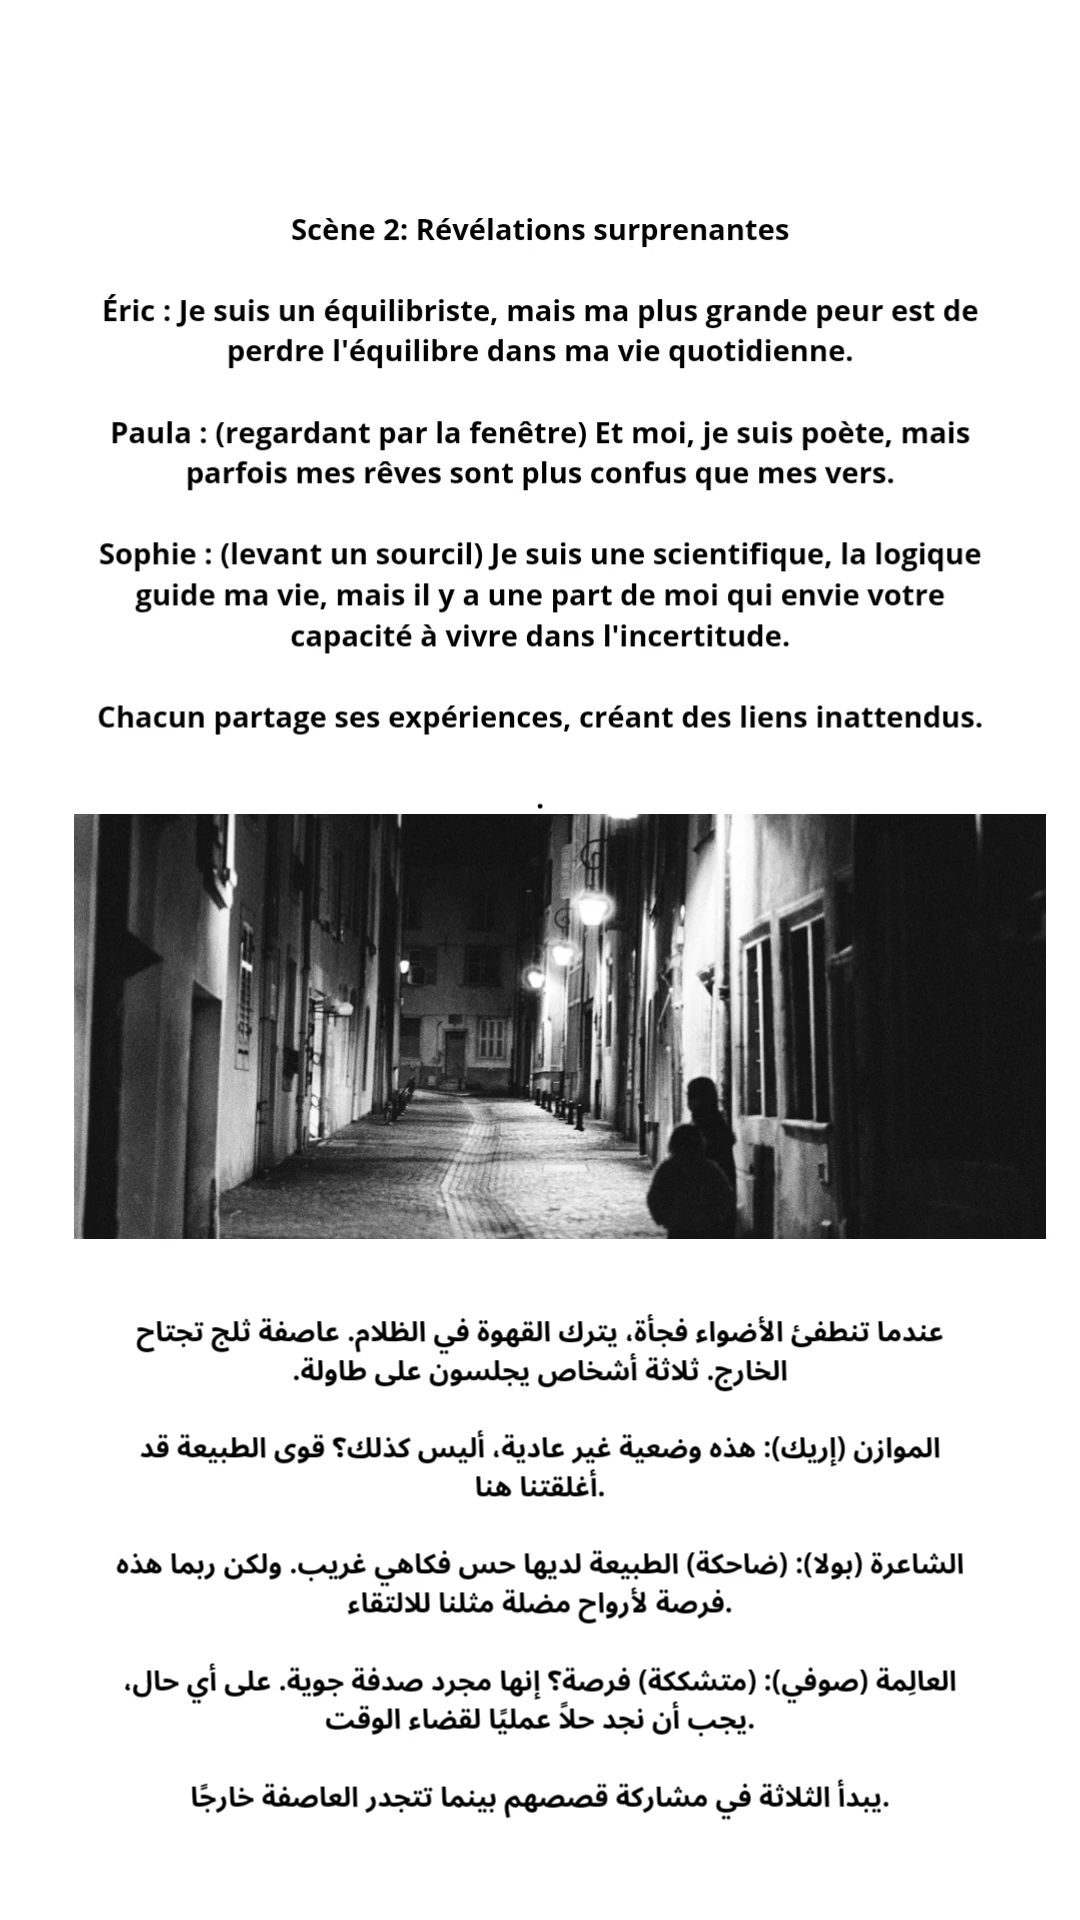 Scène 2: Révélations surprenantes
Éric : Je suis un équilibriste, mais ma plus grande peur est de
perdre l'équilibre dans ma vie quotidienne.
Paula : (regardant par la fenêtre) Et moi, je suis poète, mais
parfois mes rêves sont plus confus que mes vers.
Sophie : (levant un sourcil) Je suis une scientifique, la logique
guide ma vie, mais il y a une part de moi qui envie votre
capacité à vivre dans l'incertitude.
Chacun partage ses expériences, créant des liens inattendus.
.
عندما تنطفئ الأضواء فجأة، يترك القهوة في الظلام. عاصفة ثلج تجتاح
الخارج. ثلاثة أشخاص يجلسون على طاولة.
الموازن (إريك): هذه وضعية غير عادية، أليس كذلك؟ قوى الطبيعة قد
أغلقتنا هنا.
الشاعرة (بولا): (ضاحكة) الطبيعة لديها حس فكاهي غريب. ولكن ربما هذه
فرصة لأرواح مضلة مثلنا للالتقاء.
العالِمة (صوفي): (متشككة) فرصة؟ إنها مجرد صدفة جوية. على أي حال،
يجب أن نجد حلاً عمليًا لقضاء الوقت.
يبدأ الثلاثة في مشاركة قصصهم بينما تتجدر العاصفة خارجًا.